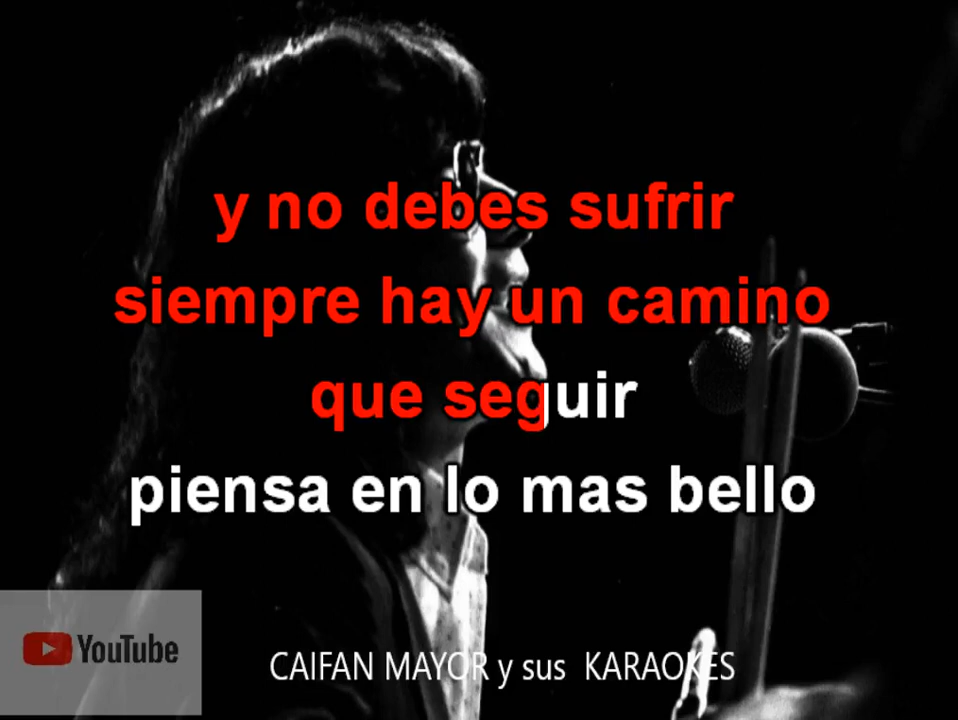 y no debes sufrir
siempre hay un camino
que seguir
piensa en lo mas bello
YouTube
CAIFAN MAYOR y sus KARAOKES